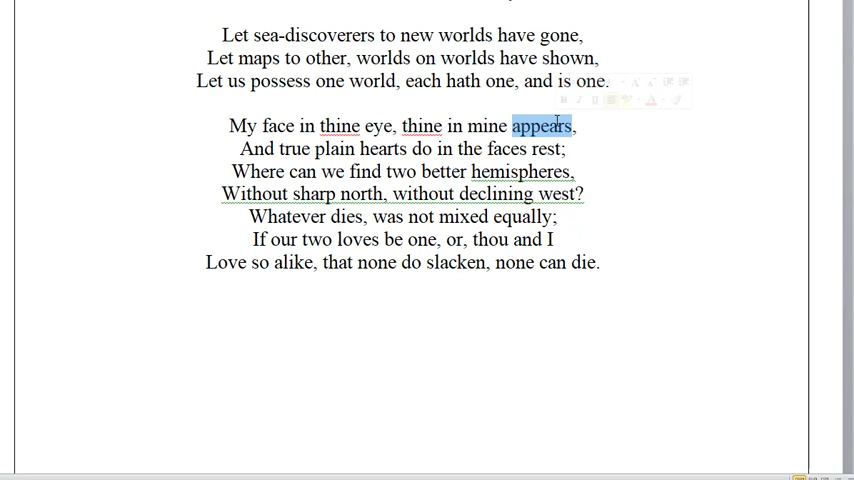 Let sea-discoverers to new worlds have gone,
Let maps to other, worlds on worlds have shown,
Let us possess one world, each hath one, and is one.
My face in thine eye, thine in mine appears,
And true plain hearts do in the faces rest;
Where can we find two better hemispheres,
Without sharp north, without declining west?
Whatever dies, was not mixed equally;
If our two loves be one, or, thou and I
Love so alike, that none do slacken, none can die.